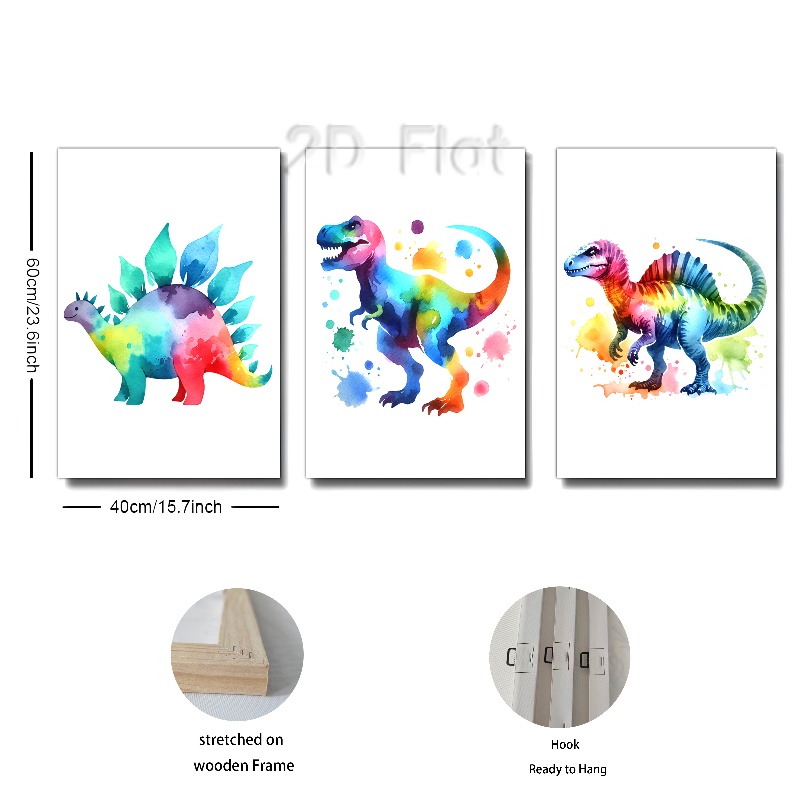 2D Flat
60cm/23.6inch
40cm/15.7inch
stretched on
wooden Frame
Hook
Ready to Hang